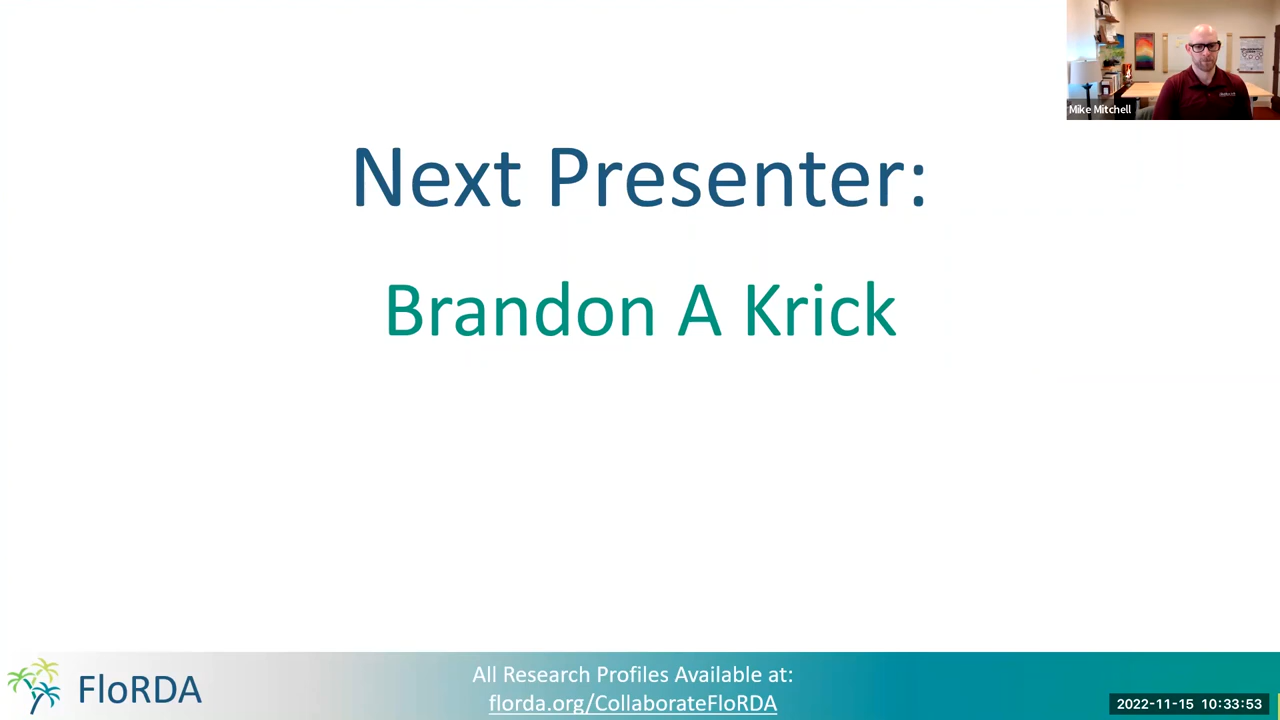 Mike Mitchell
Next Presenter:
Brandon A Krick
All Research Profiles Available at:
florda.org/CollaborateFloRDA
FloRDA
2022-11-15 10:33:53